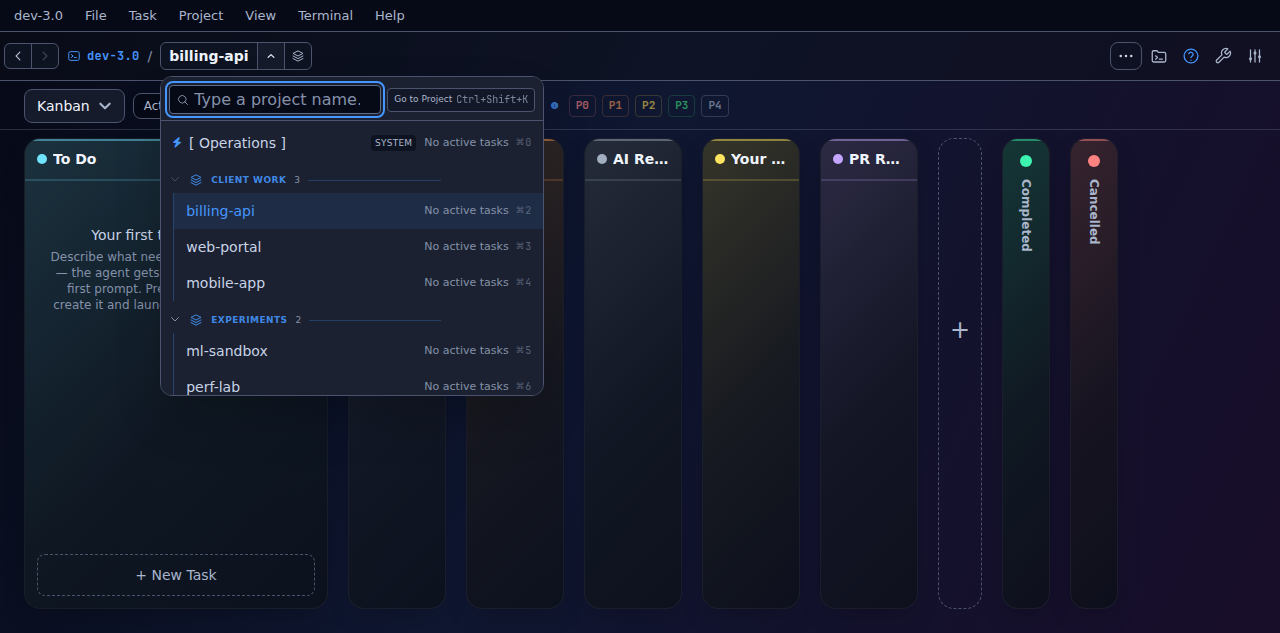 dev-3.0 File Task Project View Terminal Help
dev-3.0 / billing-api
Kanban
Type a project name.
Go to Project Ctrl+Shift+K
P0 P1 P2 P3 P4
[ Operations ] SYSTEM No active tasks ⌘0
CLIENT WORK 3
billing-api No active tasks ⌘2
web-portal No active tasks ⌘3
mobile-app No active tasks ⌘4
EXPERIMENTS 2
ml-sandbox No active tasks ⌘5
perf-lab No active tasks ⌘6
To Do
Your first
Describe what
— the agent gets
first prompt.
create it and
+ New Task
AI Re...
Your ...
PR R...
+
Completed
Cancelled